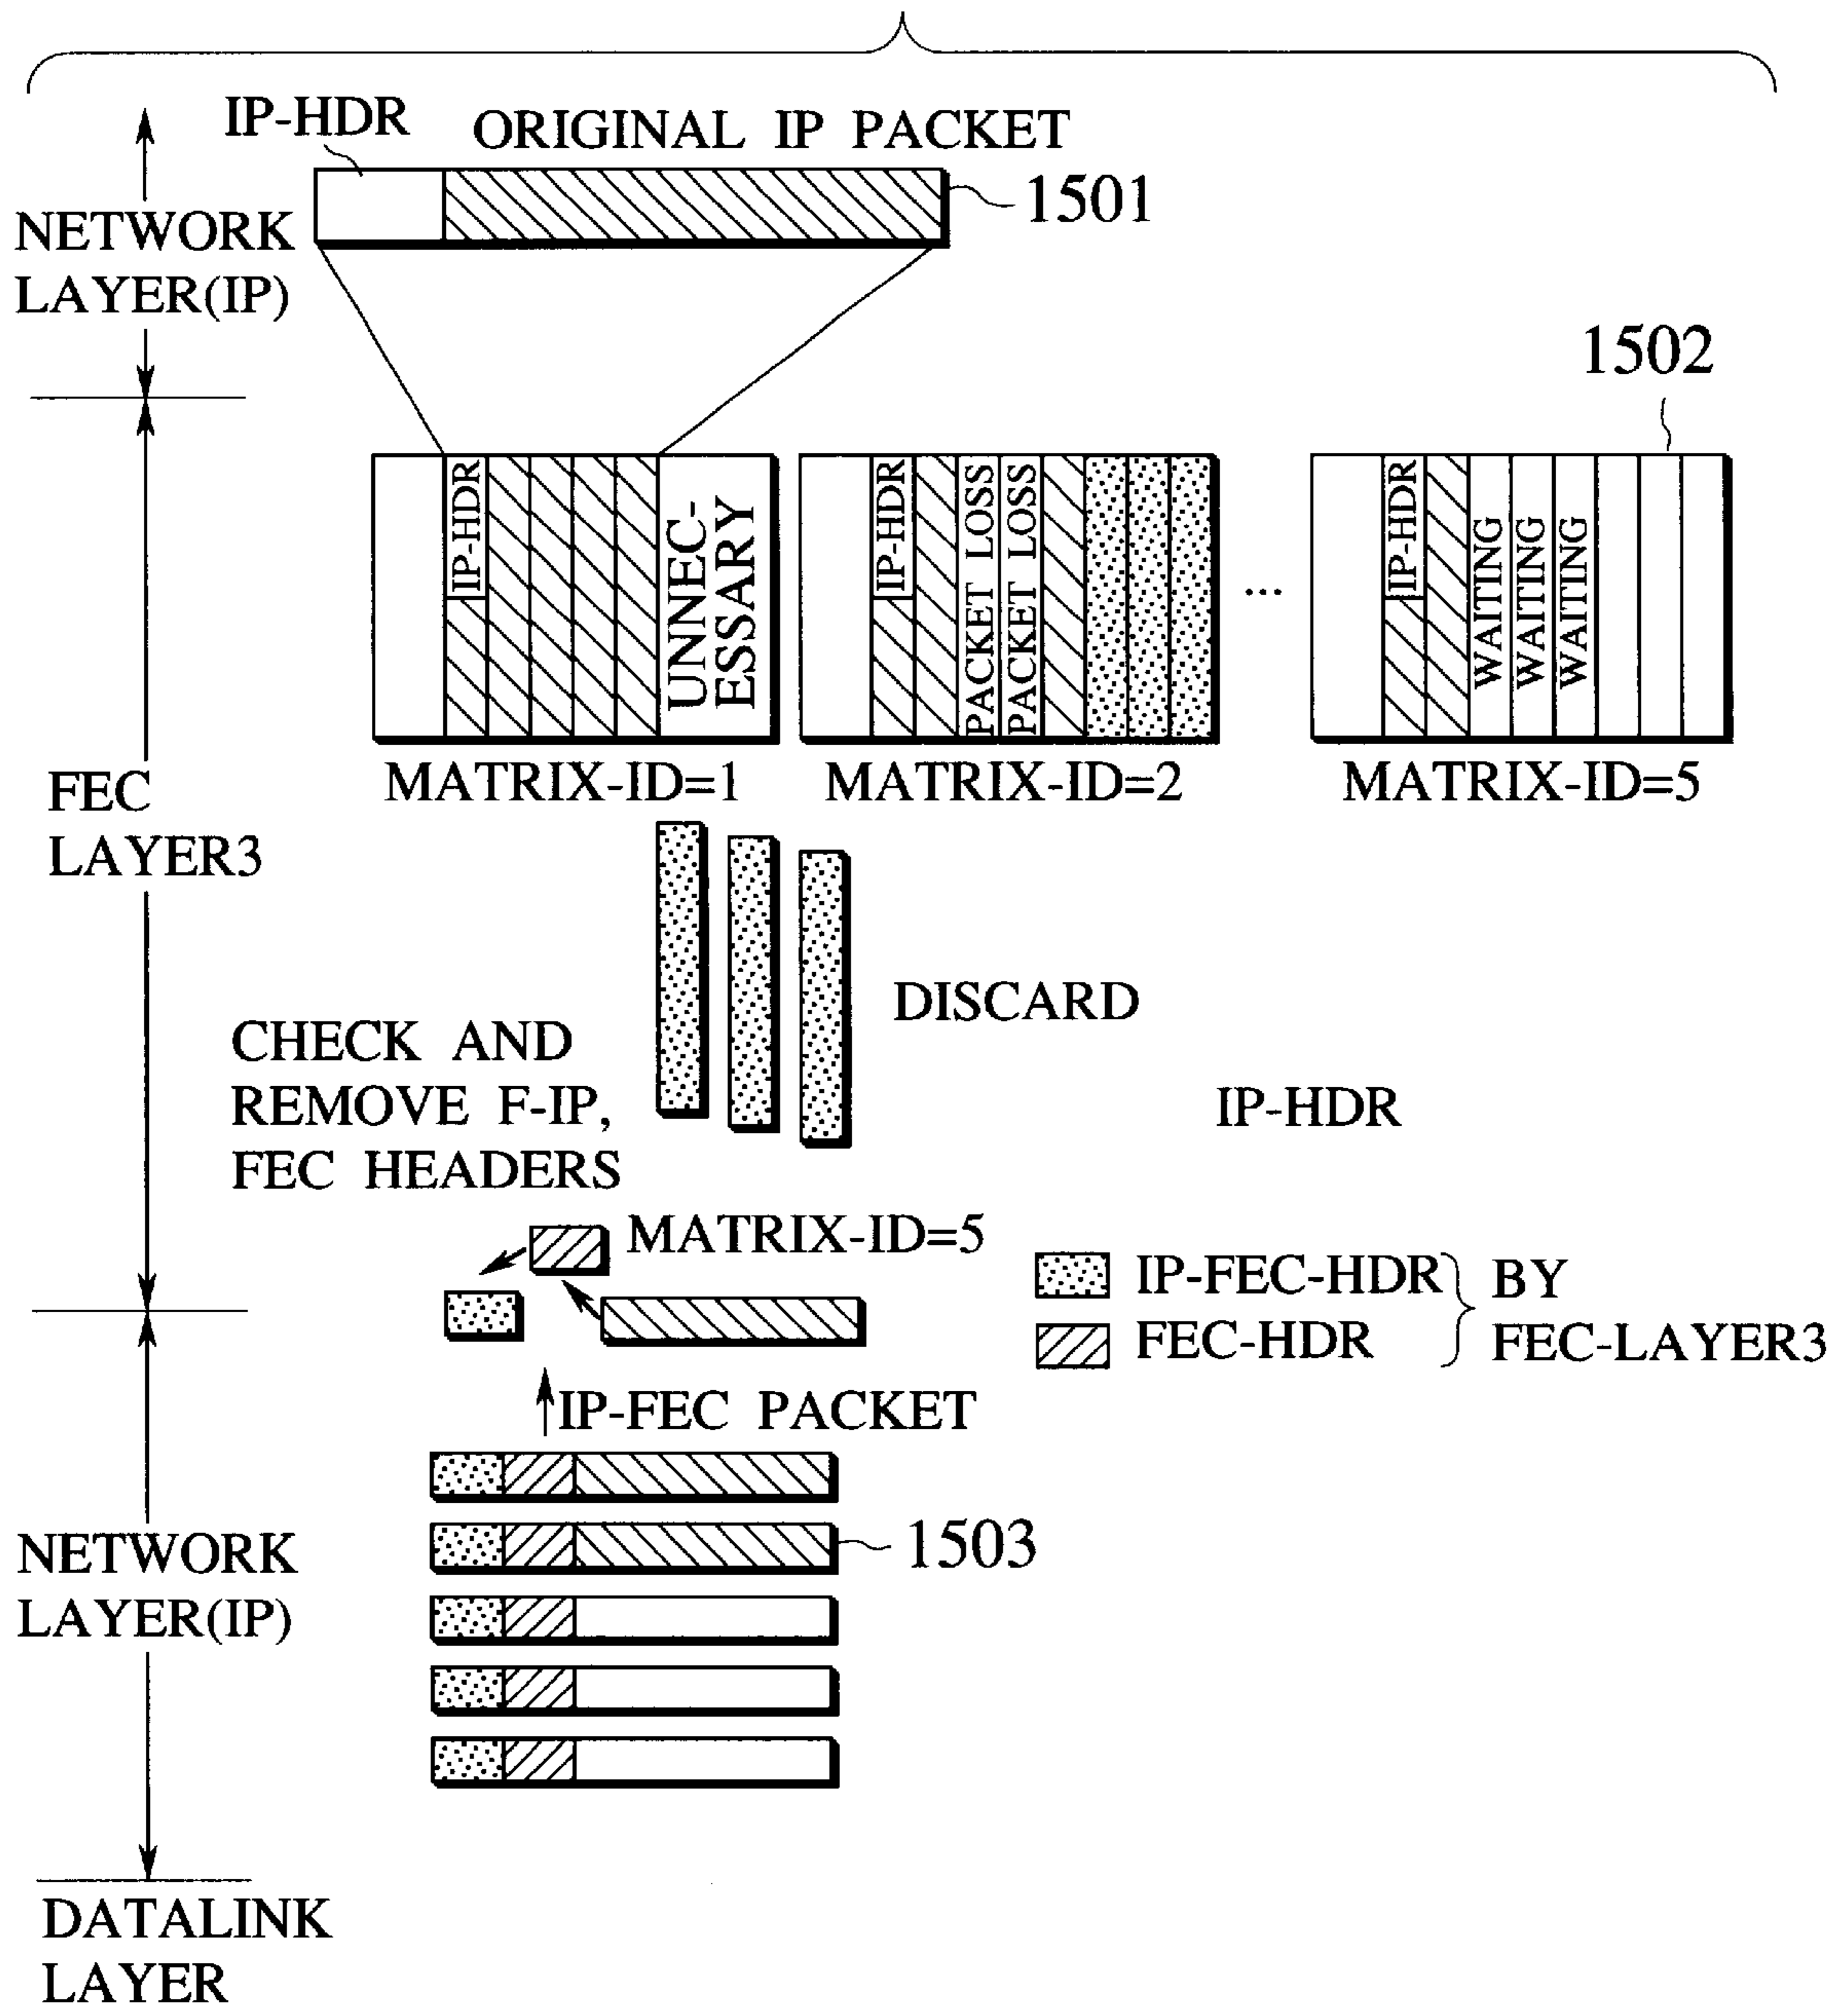 IP-HDR
ORIGINAL IP PACKET
1501
NETWORK
LAYER(IP)
1502
IP-HDR
UNNEC-
ESSARY
IP-HDR
PACKET LOSS
PACKET LOSS
...
IP-HDR
WAITING
WAITING
WAITING
MATRIX-ID=1
MATRIX-ID=2
MATRIX-ID=5
FEC
LAYER3
DISCARD
CHECK AND
REMOVE F-IP,
FEC HEADERS
IP-HDR
MATRIX-ID=5
IP-FEC-HDR
FEC-HDR
BY
FEC-LAYER3
IP-FEC PACKET
1503
NETWORK
LAYER(IP)
DATALINK
LAYER